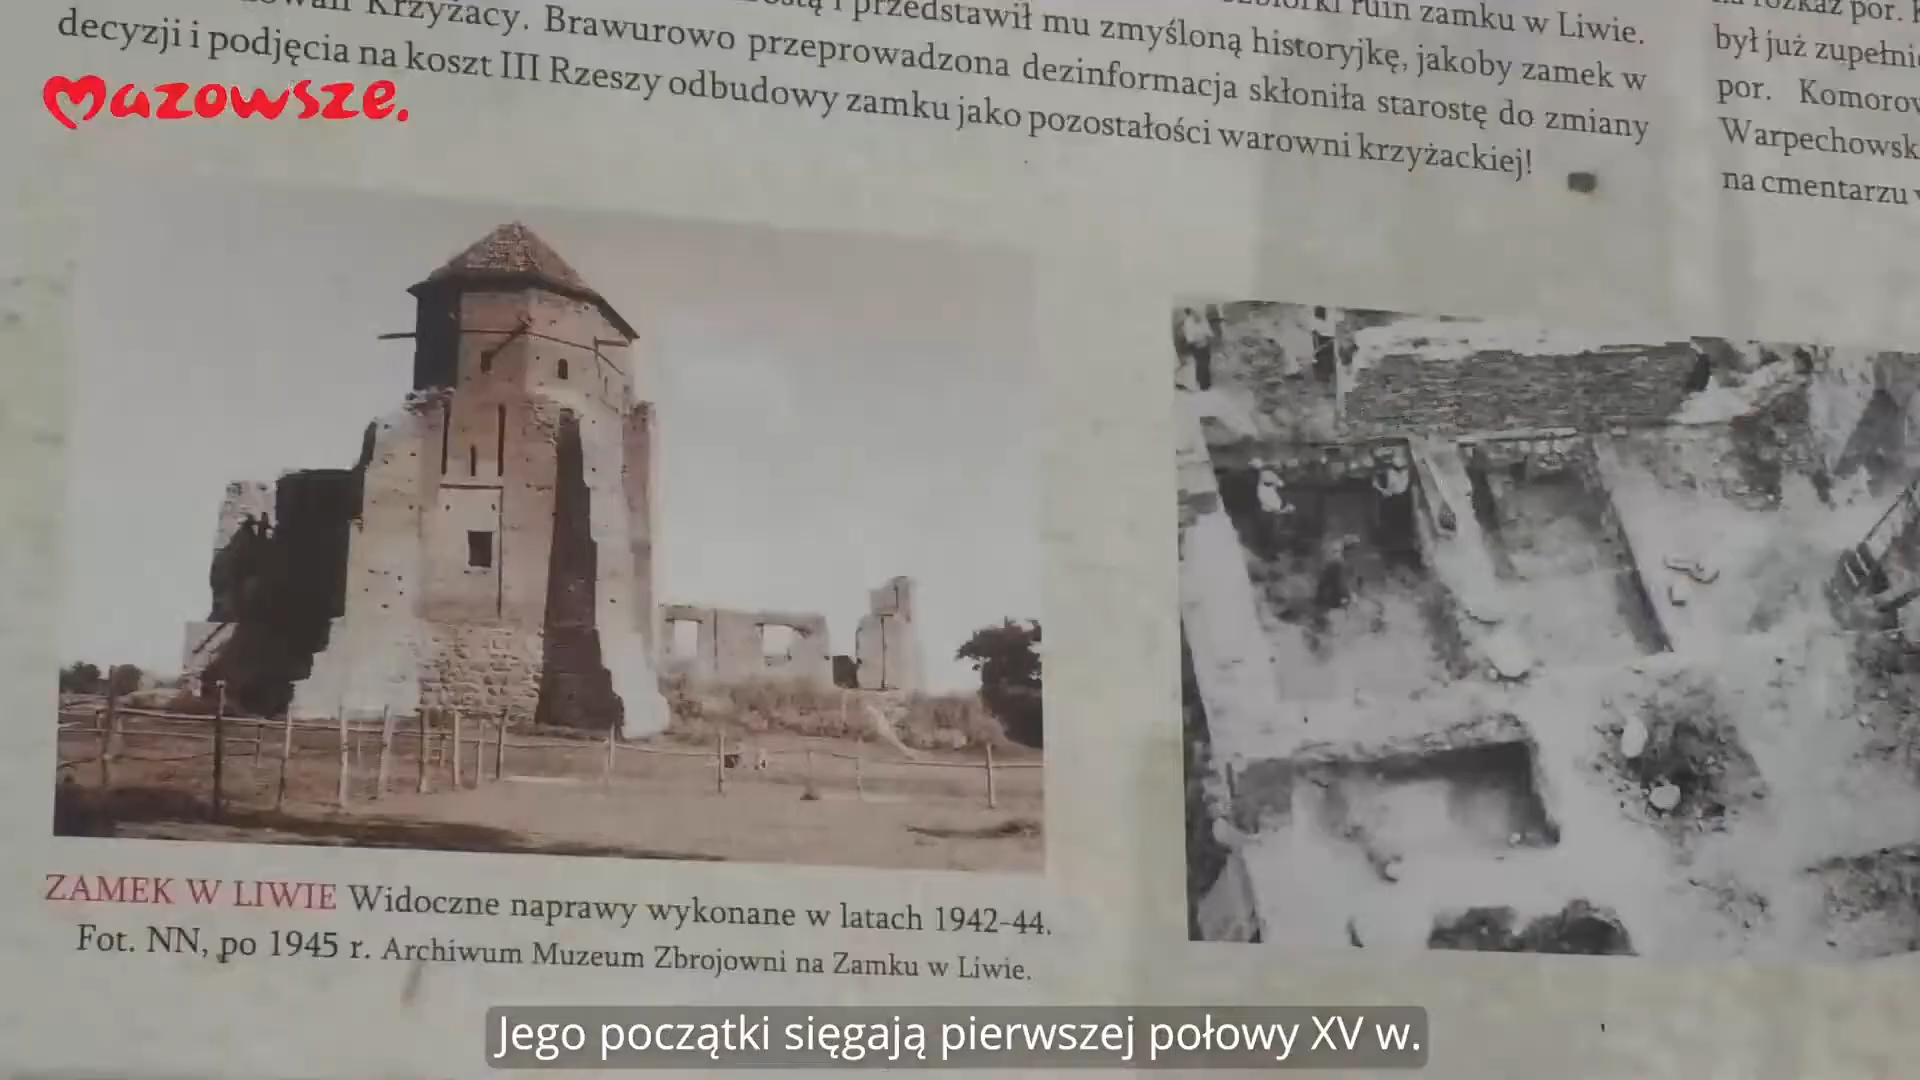 Krzyżacy. Brawurowo przeprowadzona dezinformacja skłoniła starostę do zmiany
i przedstawił mu zmyśloną historyjkę, jakoby zamek w
ruin zamku w Liwie.
decyzji i podjęcia na koszt III Rzeszy odbudowy zamku jako pozostałości warowni krzyżackiej!
por.
był już
por.
na cmentarzu
mazowsze.
ZAMEK W LIWIE Widoczne naprawy wykonane w latach 1942-44.
Fot. NN, po 1945 r. Archiwum Muzeum Zbrojowni na Zamku w Liwie.
Jego początki sięgają pierwszej połowy XV w.